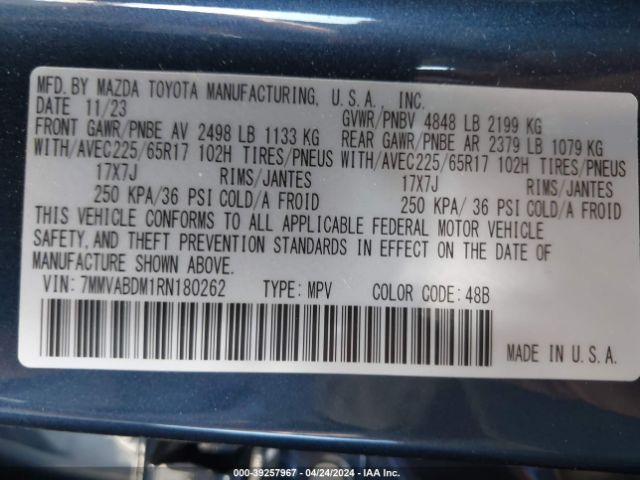 MFD. BY MAZDA TOYOTA MANUFACTURING, U.S.A., INC.
DATE 11/23 GVWR/PNBV 4848 LB 2199 KG
FRONT GAWR/PNBE AV 2498 LB 1133 KG REAR GAWR/PNBE AR 2379 LB 1079 KG
WITH/AVEC225/65R17 102H TIRES/PNEUS WITH/AVEC225/65R17 102H TIRES/PNEUS
17X7J RIMS/JANTES 17X7J RIMS/JANTES
250 KPA/36 PSI COLD/A FROID 250 KPA/ 36 PSI COLD/A FROID
THIS VEHICLE CONFORMS TO ALL APPLICABLE FEDERAL MOTOR VEHICLE
SAFETY, AND THEFT PREVENTION STANDARDS IN EFFECT ON THE DATE OF
MANUFACTURE SHOWN ABOVE.
VIN: 7MMVABDM1RN180262 TYPE: MPV COLOR CODE: 48B
MADE IN U.S.A.
000-39257967 - 04/24/2024 - IAA Inc.